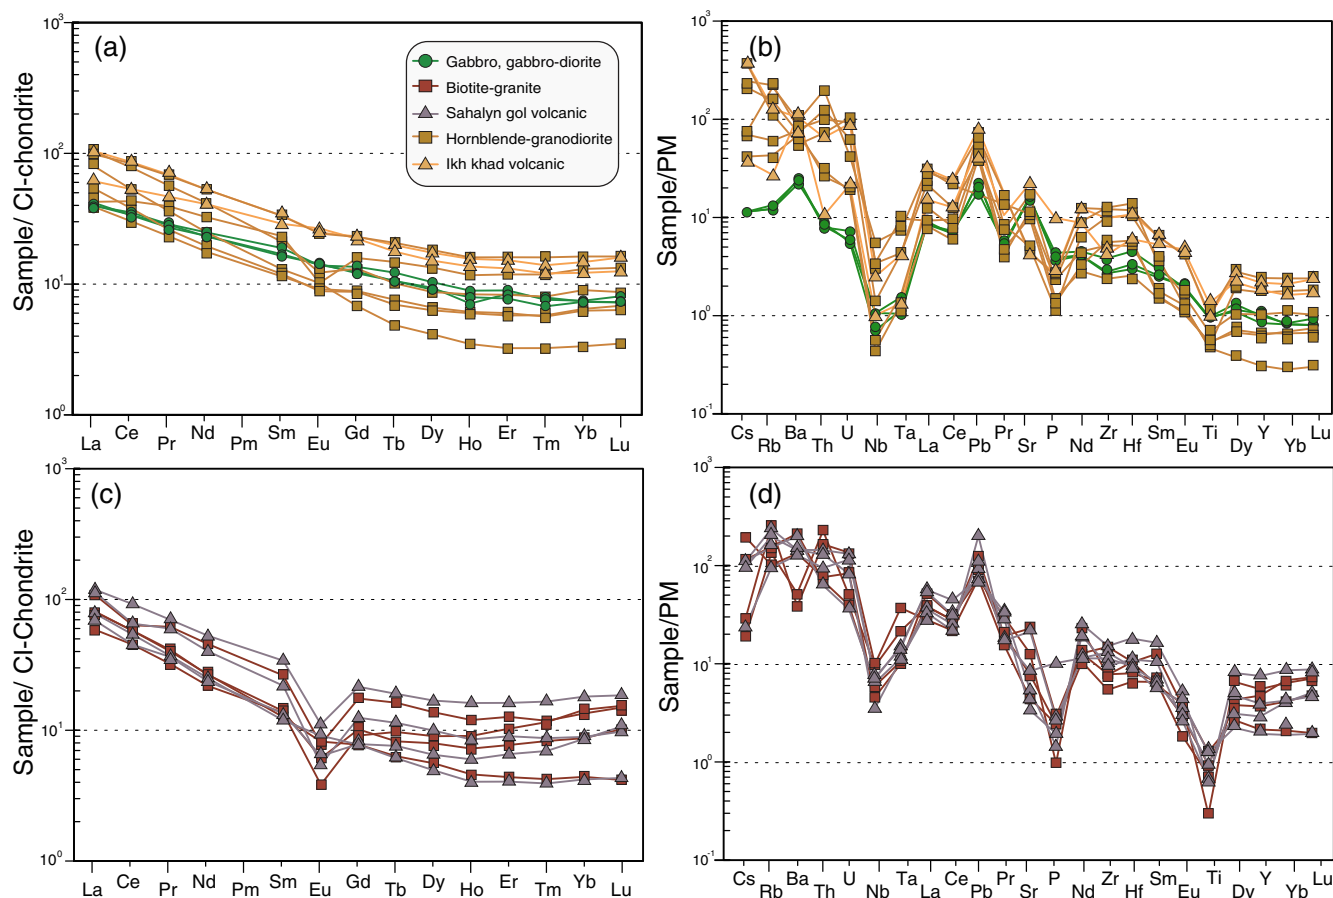 (a)
Sample/ CI-chondrite
10³
10²
10¹
10⁰
Gabbro, gabbro-diorite
Biotite-granite
Sahalyn gol volcanic
Hornblende-granodiorite
Ikh khad volcanic
La Ce Pr Nd Pm Sm Eu Gd Tb Dy Ho Er Tm Yb Lu
(b)
Sample/PM
10³
10²
10¹
10⁰
10⁻¹
Cs Rb Ba Th U Nb Ta La Ce Pb Pr Sr P Nd Zr Hf Sm Eu Ti Dy Y Yb Lu
(c)
Sample/ CI-Chondrite
10³
10²
10¹
10⁰
La Ce Pr Nd Pm Sm Eu Gd Tb Dy Ho Er Tm Yb Lu
(d)
Sample/PM
10³
10²
10¹
10⁰
10⁻¹
Cs Rb Ba Th U Nb Ta La Ce Pb Pr Sr P Nd Zr Hf Sm Eu Ti Dy Y Yb Lu